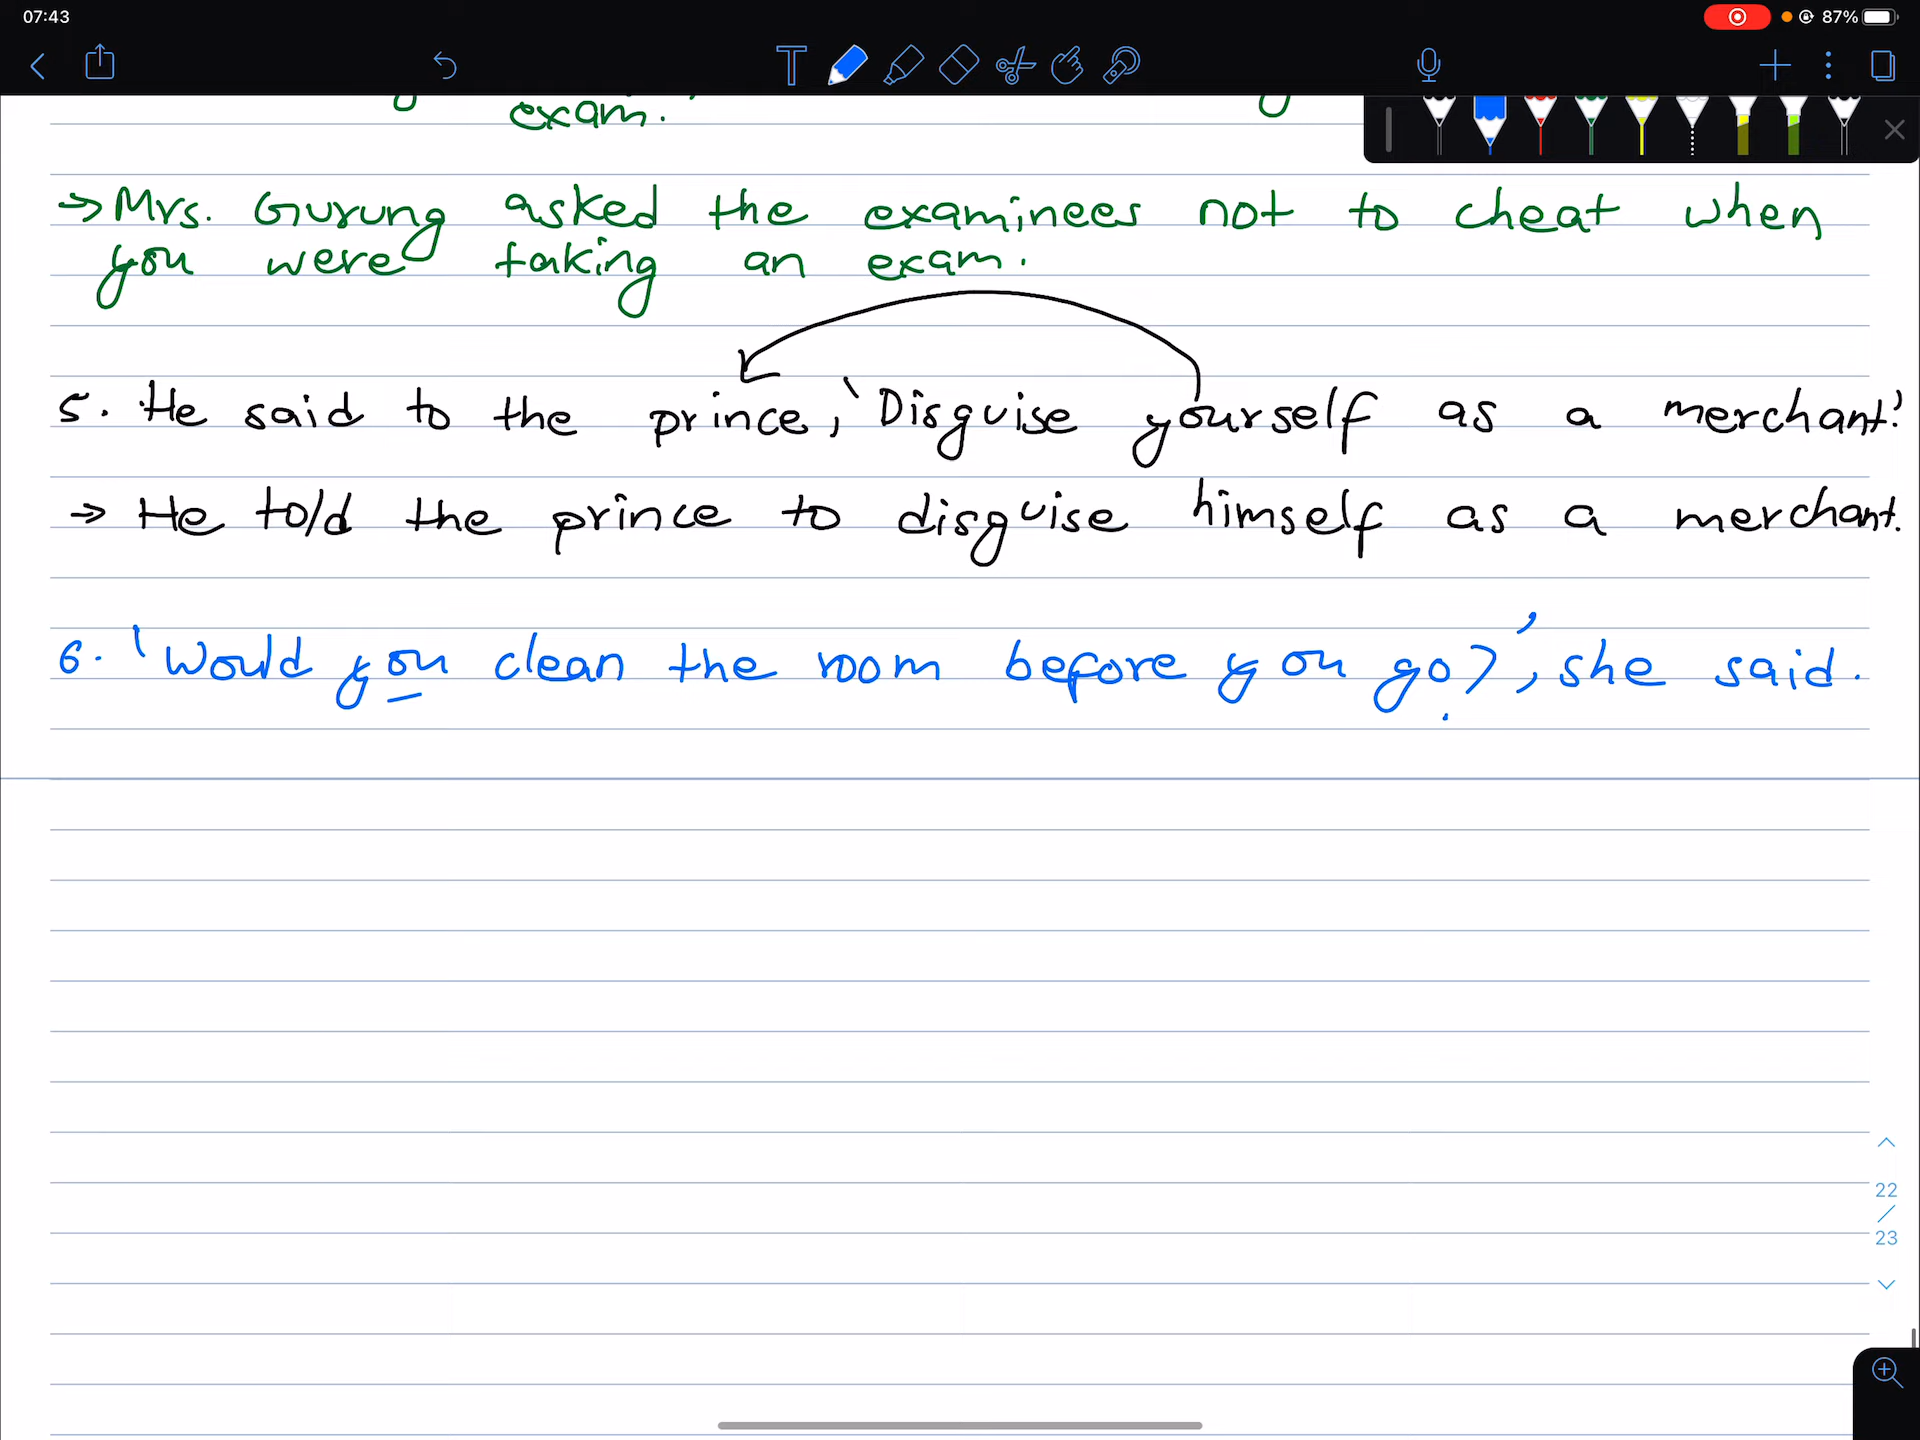 07:43
87%
exam.
→ Mrs. Gurung asked the examinees not to cheat when
you were taking an exam.
5. He said to the prince, 'Disguise yourself as a merchant.'
→ He told the prince to disguise himself as a merchant.
6. 'Would you clean the room before you go?', she said.
22
/
23